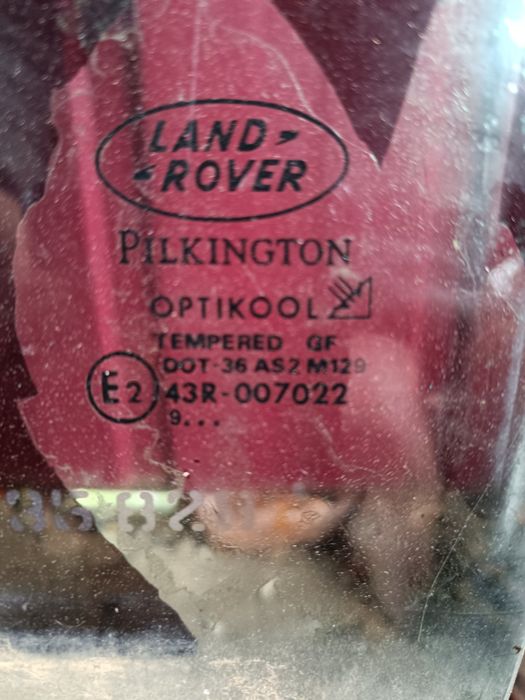 LAND
ROVER
PILKINGTON
OPTIKOOL
TEMPERED GF
DOT-36 AS2 M129
E2 43R-007022
9...